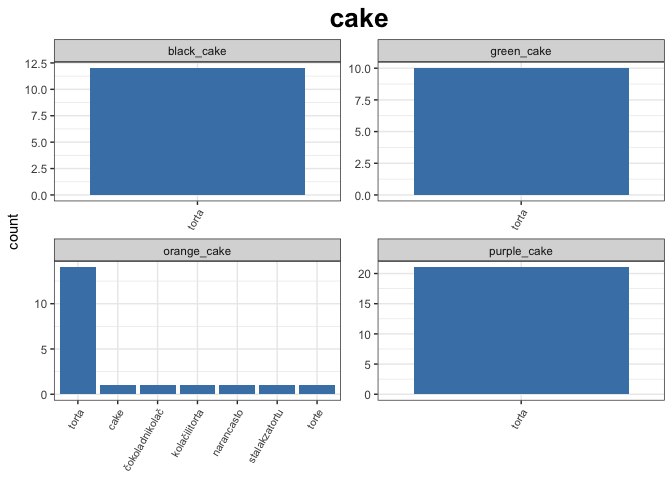 cake
black_cake
green_cake
12.5
10.0
7.5
5.0
2.5
0.0
10.0
7.5
5.0
2.5
0.0
torta
torta
count
orange_cake
purple_cake
10
5
0
20
15
10
5
0
torta
cake
čokoladnikolač
kolačilitorta
narancasto
stalakzatortu
torte
torta